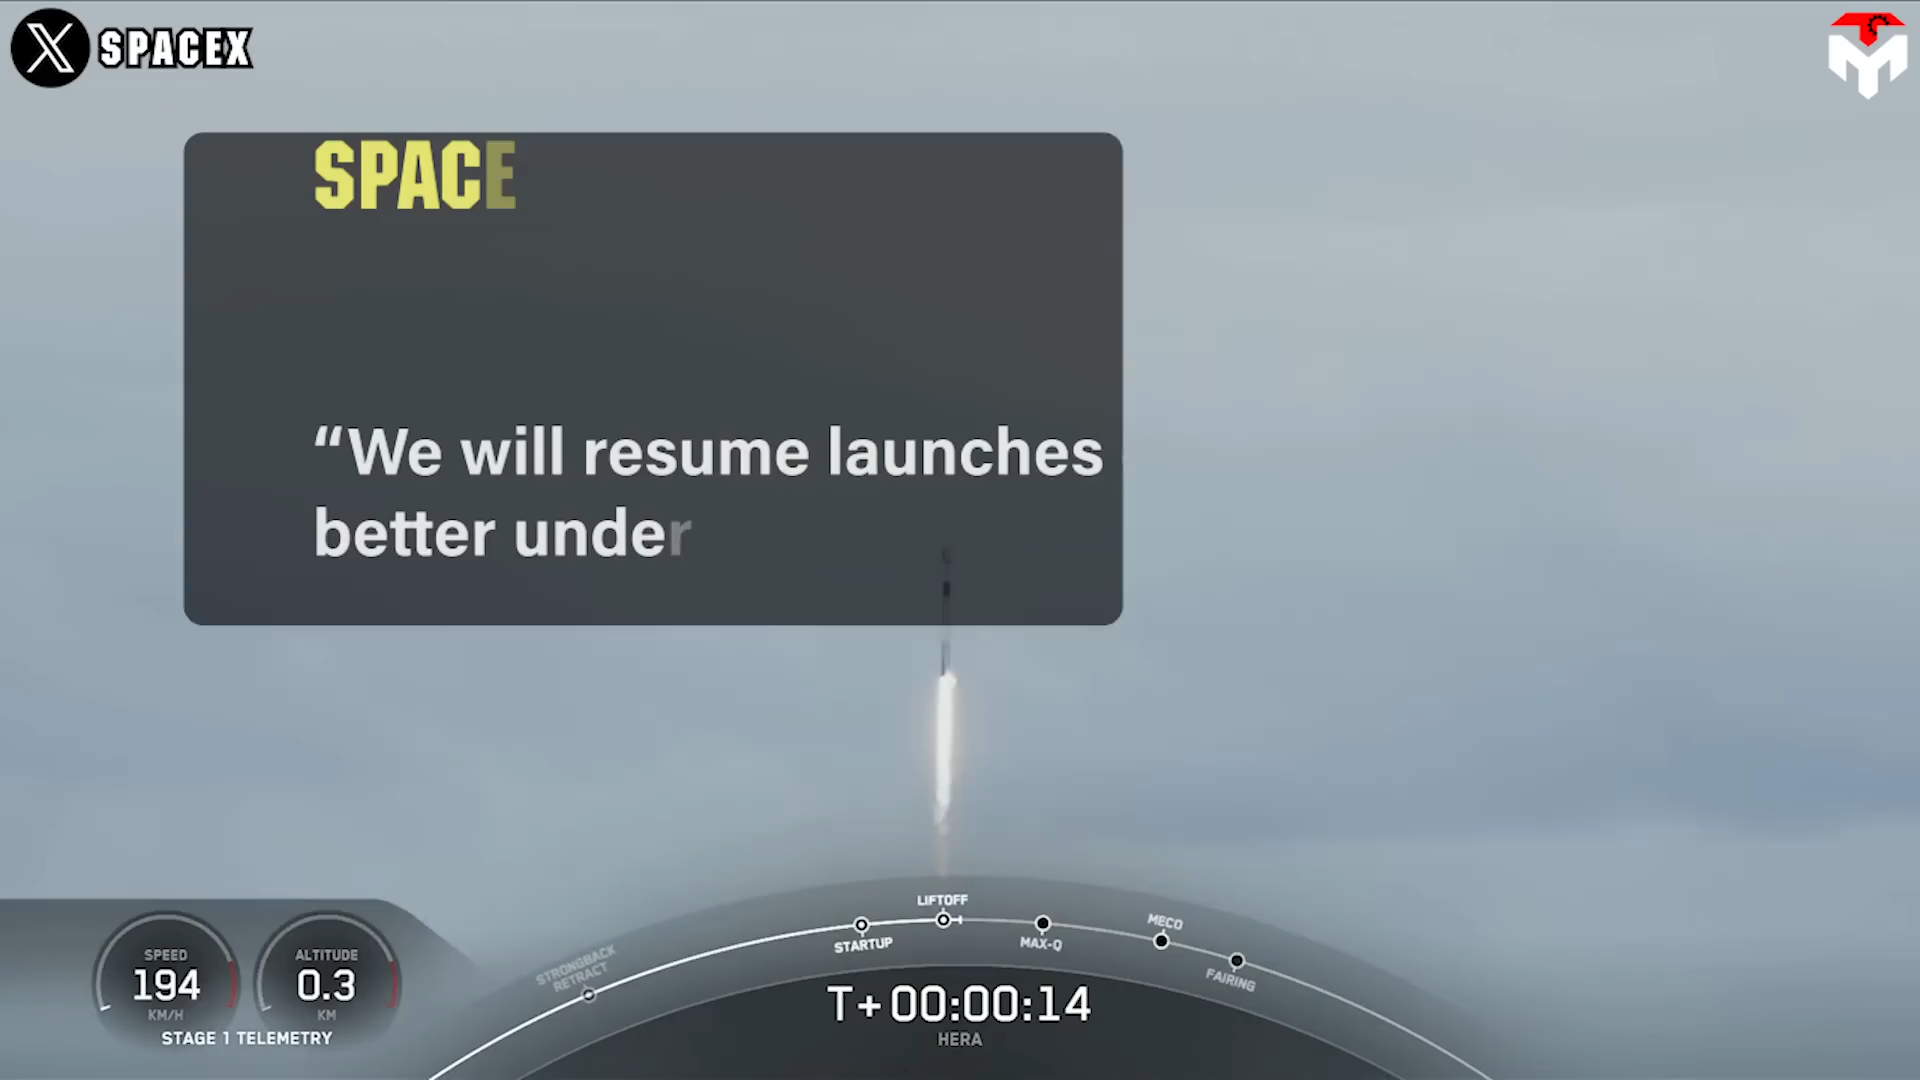 SPACEX
SPACE
“We will resume launches
better under
LIFTOFF
STARTUP
MAX-Q
MECO
FAIRING
STRONGBACK
RETRACT
SPEED
194
KM/H
ALTITUDE
0.3
KM
STAGE 1 TELEMETRY
T+00:00:14
HERA